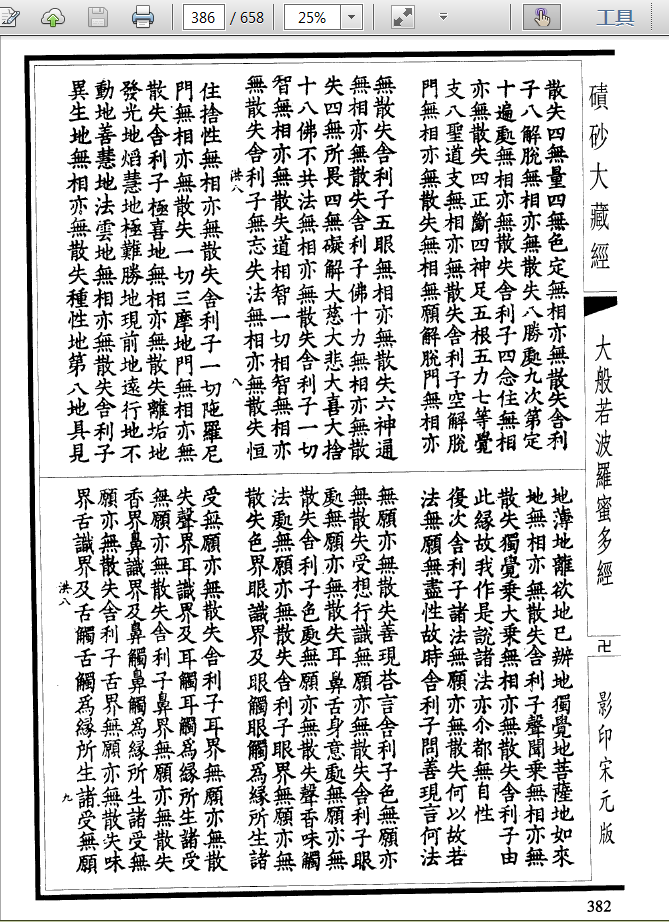 386 / 658 25% 工具
磧砂大藏經
大般若波羅蜜多經
卍
影印宋元版
散失四無量四無色定無相亦無散失舍利
子八解脫無相亦無散失八勝處九次第定
十遍處無相亦無散失舍利子四念住無相
亦無散失四正斷四神足五根五力七等覺
支八聖道支無相亦無散失舍利子空解脫
門無相亦無散失無相無願解脫門無相亦
無散失舍利子五眼無相亦無散失六神通
無相亦無散失舍利子佛十力無相亦無散
失四無所畏四無礙解大慈大悲大喜大捨
十八佛不共法無相亦無散失舍利子一切
智無相亦無散失道相智一切相智無相亦
無散失舍利子無忘失法無相亦無散失恒
洪八 八
住捨性無相亦無散失舍利子一切陁羅尼
門無相亦無散失一切三摩地門無相亦無
散失舍利子極喜地無相亦無散失離垢地
發光地焰慧地極難勝地現前地遠行地不
動地善慧地法雲地無相亦無散失舍利子
異生地無相亦無散失種性地第八地具見
地薄地離欲地已辦地獨覺地菩薩地如來
地無相亦無散失舍利子聲聞乘無相亦無
散失獨覺乘大乘無相亦無散失舍利子由
此緣故我作是說諸法亦尒都無自性
復次舍利子諸法無願亦無散失何以故若
法無願無盡性故時舍利子問善現言何法
無願亦無散失善現荅言舍利子色無願亦
無散失受想行識無願亦無散失舍利子眼
處無願亦無散失耳鼻舌身意處無願亦無
散失舍利子色處無願亦無散失聲香味觸
法處無願亦無散失舍利子眼界無願亦無
散失色界眼識界及眼觸眼觸爲緣所生諸
受無願亦無散失舍利子耳界無願亦無散
失聲界耳識界及耳觸耳觸爲緣所生諸受
無願亦無散失舍利子鼻界無願亦無散失
香界鼻識界及鼻觸鼻觸爲緣所生諸受無
願亦無散失舍利子舌界無願亦無散失味
界舌識界及舌觸舌觸爲緣所生諸受無願
洪八 九
382